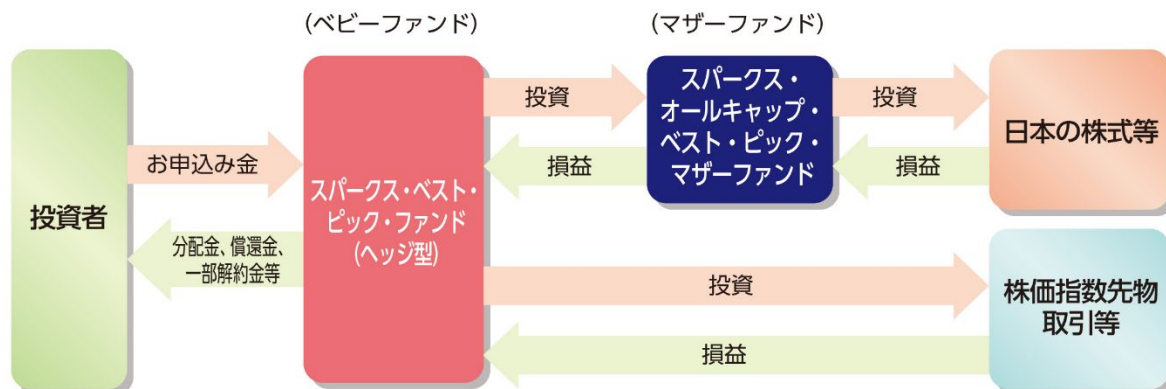 (ベビーファンド)
(マザーファンド)
投資者
お申込み金
分配金、償還金、
一部解約金等
スパークス・ベスト・
ピック・ファンド
(ヘッジ型)
投資
損益
スパークス・
オールキャップ・
ベスト・ピック・
マザーファンド
投資
損益
日本の株式等
投資
損益
株価指数先物
取引等